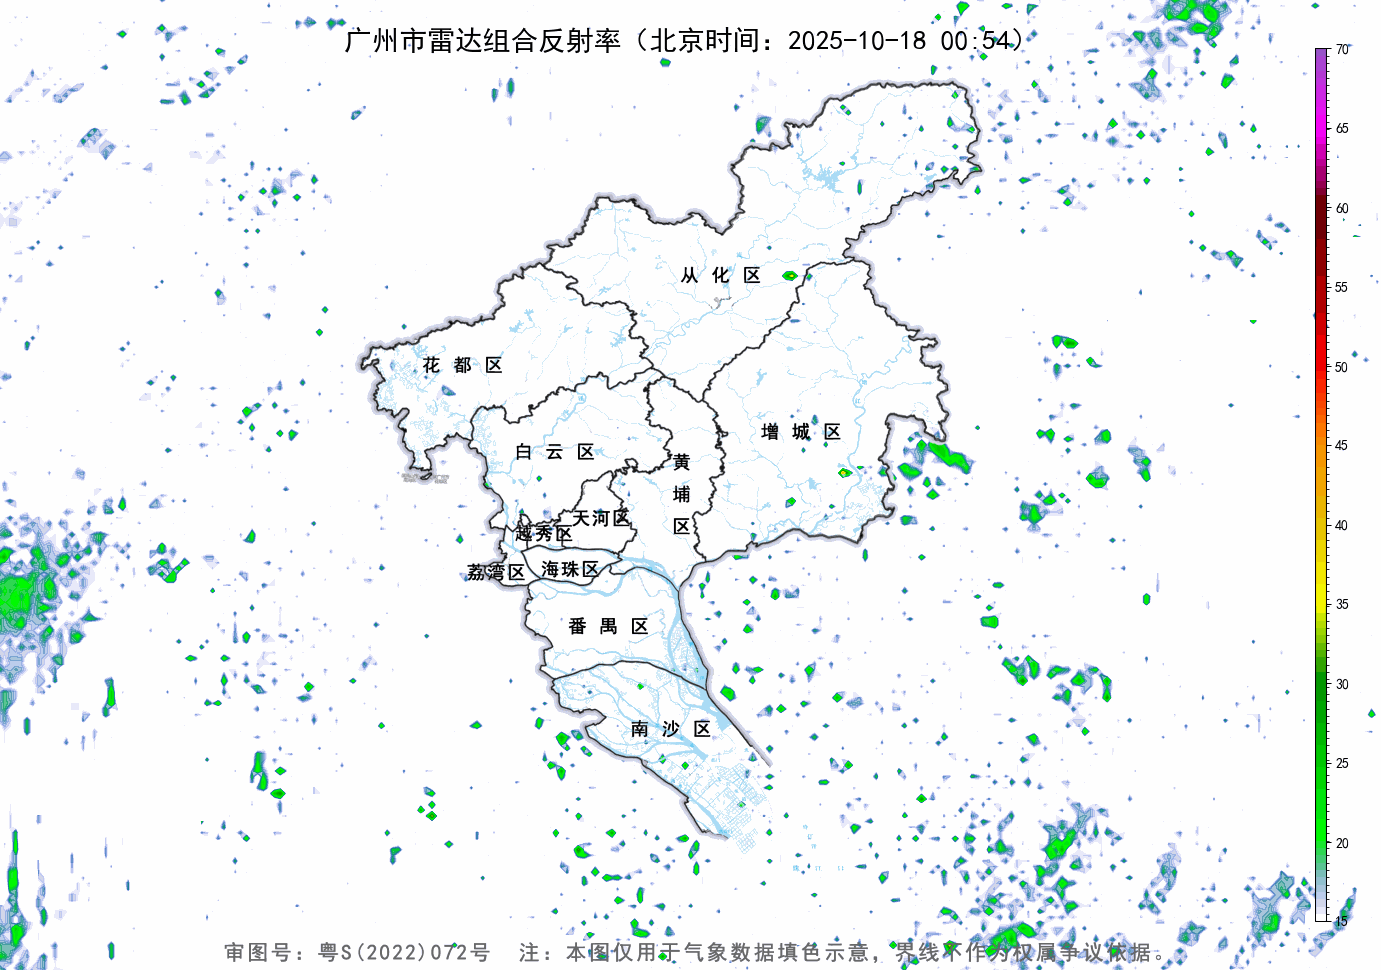 广州市雷达组合反射率（北京时间：2025-10-18 00:54）
70
65
60
55
50
45
40
35
30
25
20
15
从化区
花都区
增城区
白云区
黄埔区
天河区
越秀区
海珠区
荔湾区
番禺区
南沙区
审图号：粤S(2022)072号 注：本图仅用于气象数据填色示意，界线不作为权属争议依据。